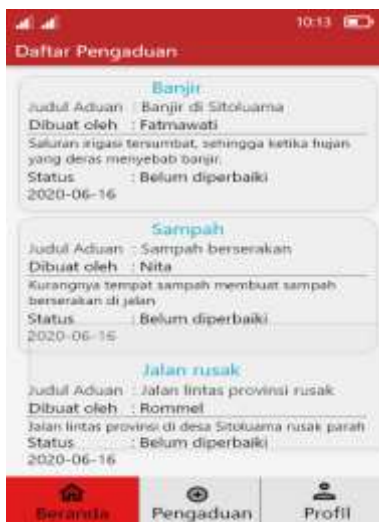 10:13
Daftar Pengaduan
Banjir
Judul Aduan : Banjir di Sitoluama
Dibuat oleh : Fatmawati
Saluran irigasi tersumbat, sehingga ketika hujan
yang deras menyebab banjir.
Status : Belum diperbaiki
2020-06-16
Sampah
Judul Aduan : Sampah berserakan
Dibuat oleh : Nita
Kurangnya tempat sampah membuat sampah
berserakan di jalan
Status : Belum diperbaiki
2020-06-16
Jalan rusak
Judul Aduan : Jalan lintas provinsi rusak
Dibuat oleh : Rommel
Jalan lintas provinsi di desa Sitoluama rusak parah
Status : Belum diperbaiki
2020-06-16
Beranda Pengaduan Profil